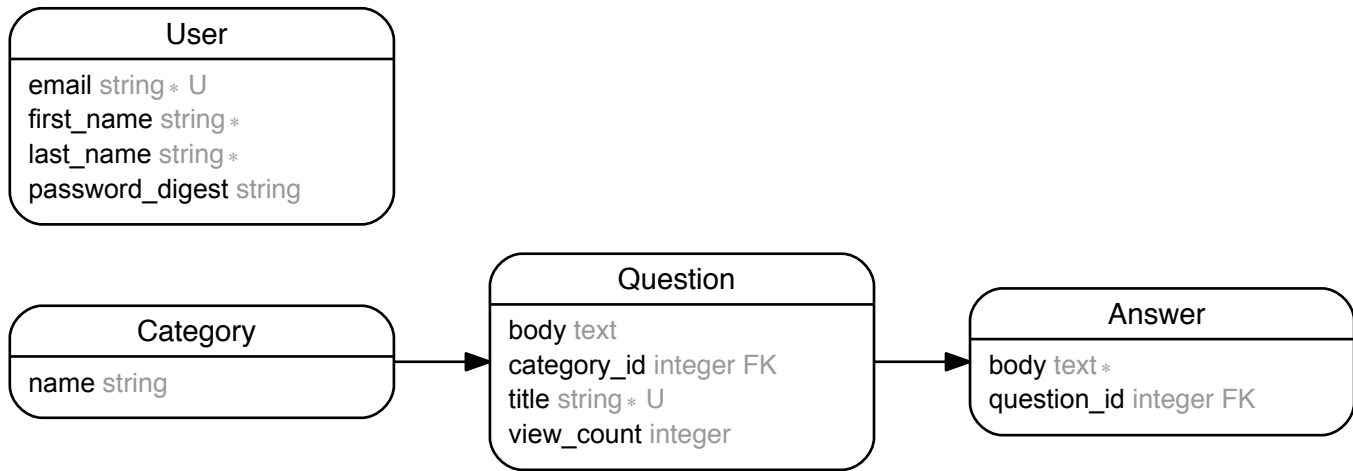 User
email string* U
first_name string*
last_name string*
password_digest string
Category
name string
Question
body text
category_id integer FK
title string* U
view_count integer
Answer
body text*
question_id integer FK